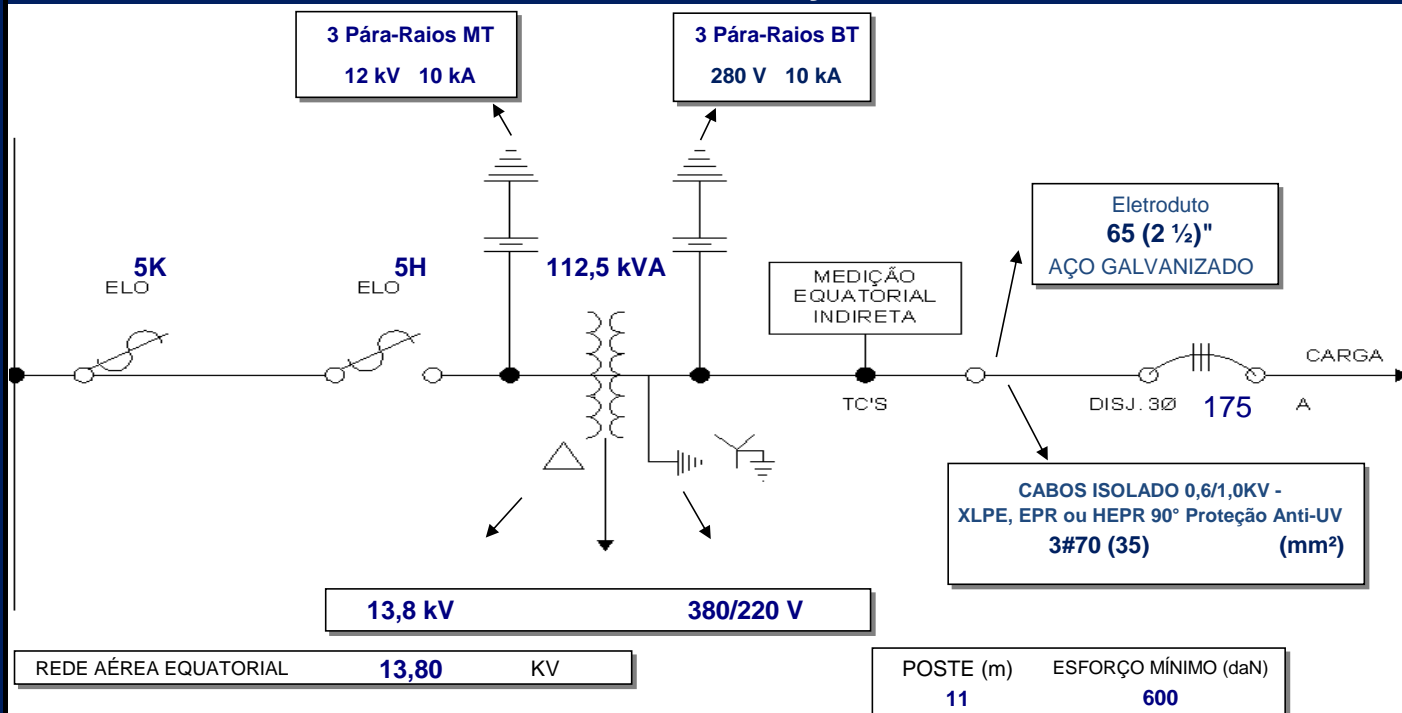 3 Pára-Raios MT
12 kV 10 kA
3 Pára-Raios BT
280 V 10 kA
Eletroduto
65 (2 ½)"
AÇO GALVANIZADO
5K
ELO
5H
ELO
112,5 kVA
MEDIÇÃO
EQUATORIAL
INDIRETA
TC'S
DISJ. 3Ø 175 A
CARGA
CABOS ISOLADO 0,6/1,0KV -
XLPE, EPR ou HEPR 90° Proteção Anti-UV
3#70 (35) (mm²)
13,8 kV 380/220 V
REDE AÉREA EQUATORIAL 13,80 KV
POSTE (m) ESFORÇO MÍNIMO (daN)
11 600